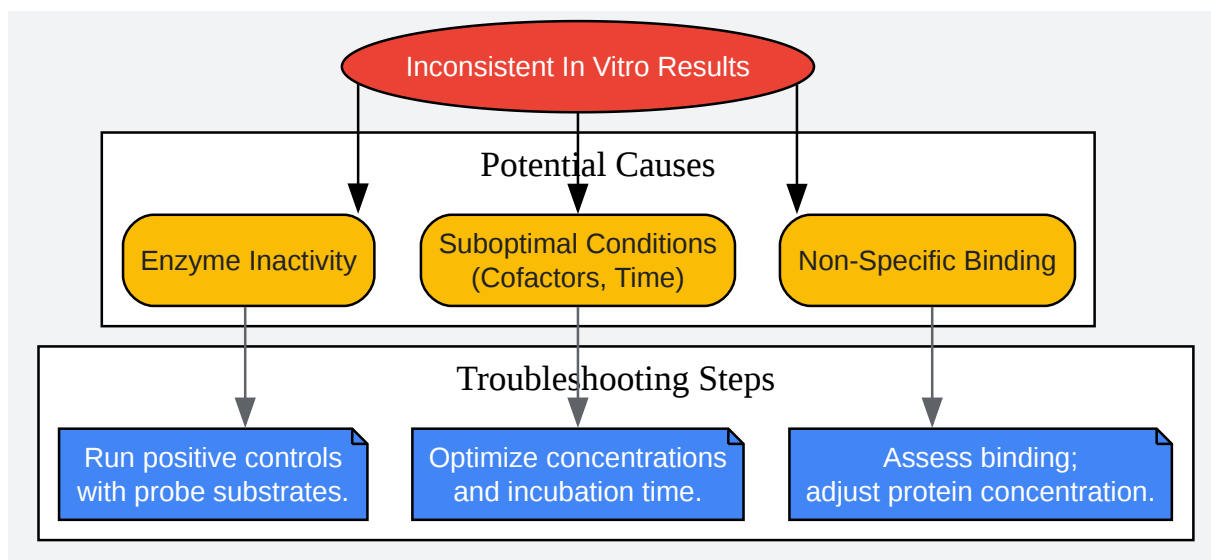 Inconsistent In Vitro Results
Potential Causes
Enzyme Inactivity
Suboptimal Conditions
(Cofactors, Time)
Non-Specific Binding
Troubleshooting Steps
Run positive controls
with probe substrates.
Optimize concentrations
and incubation time.
Assess binding;
adjust protein concentration.